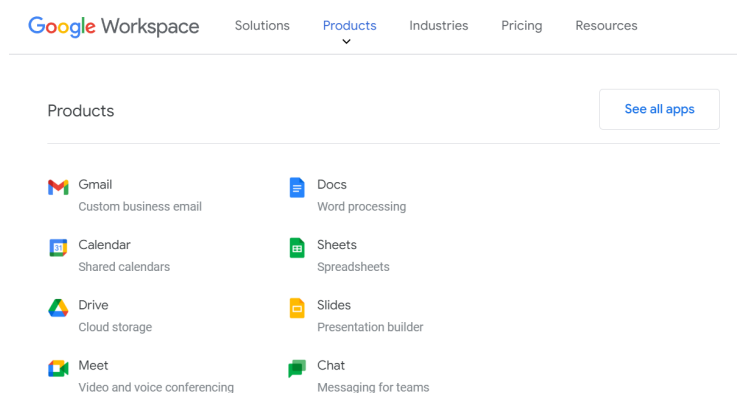 Google Workspace Solutions Products Industries Pricing Resources
Products See all apps
Gmail
Custom business email
Docs
Word processing
Calendar
Shared calendars
Sheets
Spreadsheets
Drive
Cloud storage
Slides
Presentation builder
Meet
Video and voice conferencing
Chat
Messaging for teams
31